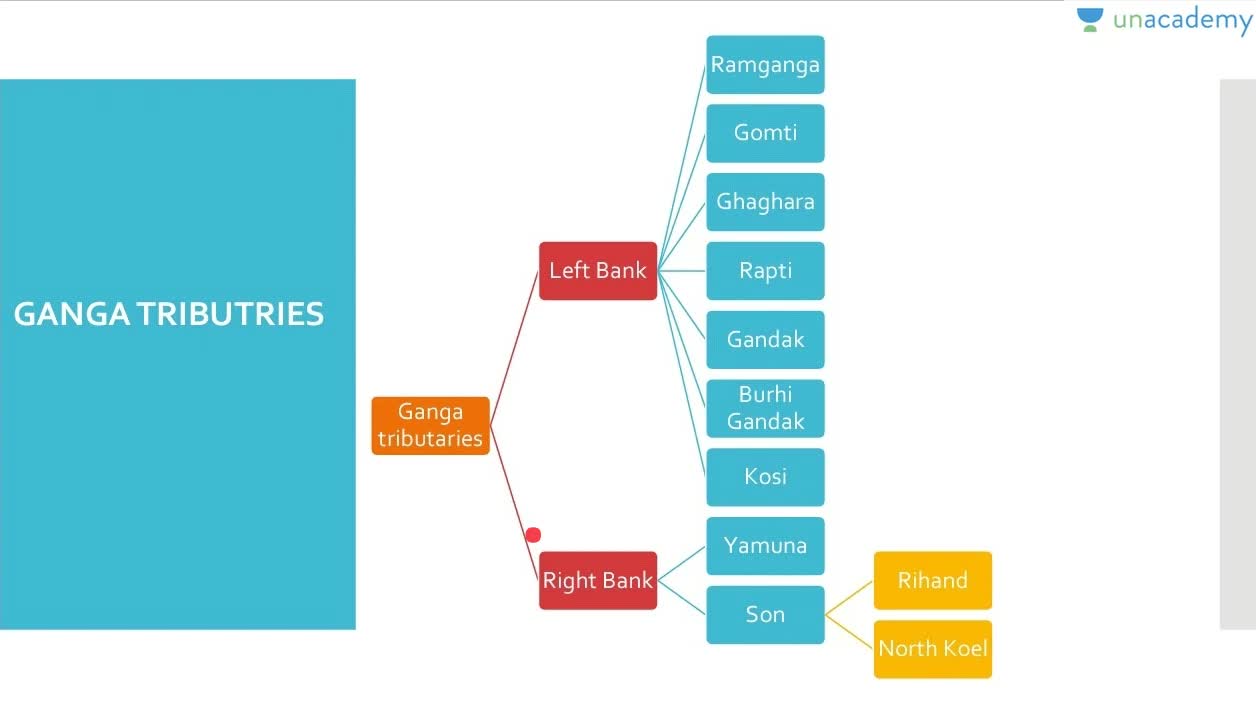 unacademy
GANGA TRIBUTRIES
Ganga
tributaries
Left Bank
Ramganga
Gomti
Ghaghara
Rapti
Gandak
Burhi
Gandak
Kosi
Right Bank
Yamuna
Son
Rihand
North Koel